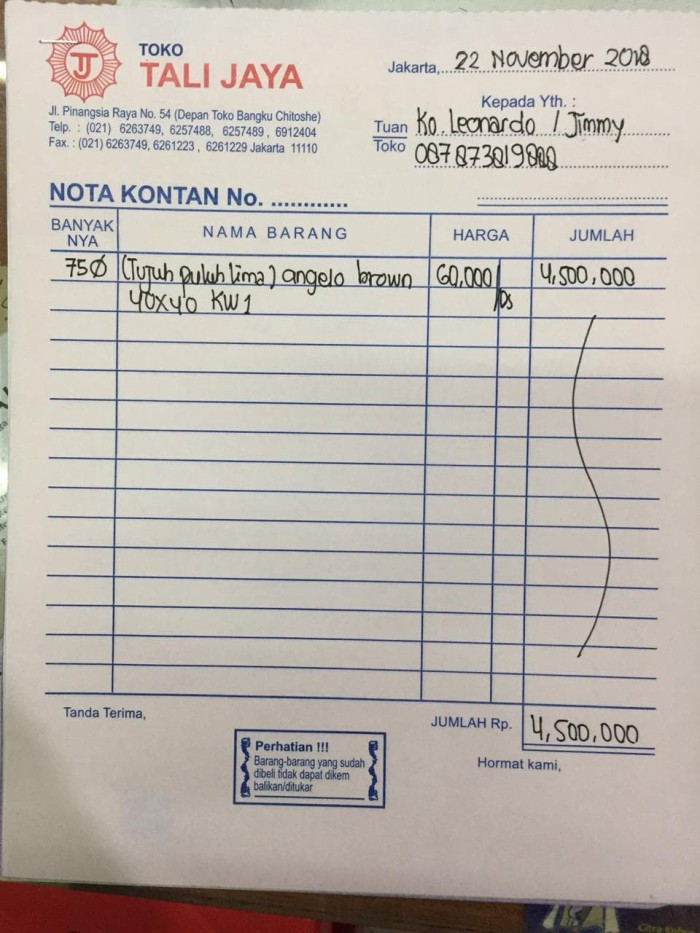 TJ
TOKO
TALI JAYA
Jl. Pinangsia Raya No. 54 (Depan Toko Bangku Chitoshe)
Telp. : (021) 6263749, 6257488, 6257489, 6912404
Fax. : (021) 6263749, 6261223, 6261229 Jakarta 11110
Jakarta, 22 November 2018
Kepada Yth. :
Tuan Ko. Leonardo / Jimmy
Toko 087 873019888
NOTA KONTAN No. ............
BANYAK NYA NAMA BARANG HARGA JUMLAH
75Ø (Tujuh puluh lima) angelo brown 60,000 4,500,000
40x40 KW1 /Ds
Tanda Terima,
JUMLAH Rp. 4,500,000
Hormat kami,
Perhatian !!!
Barang-barang yang sudah
dibeli tidak dapat dikem
balikan/ditukar